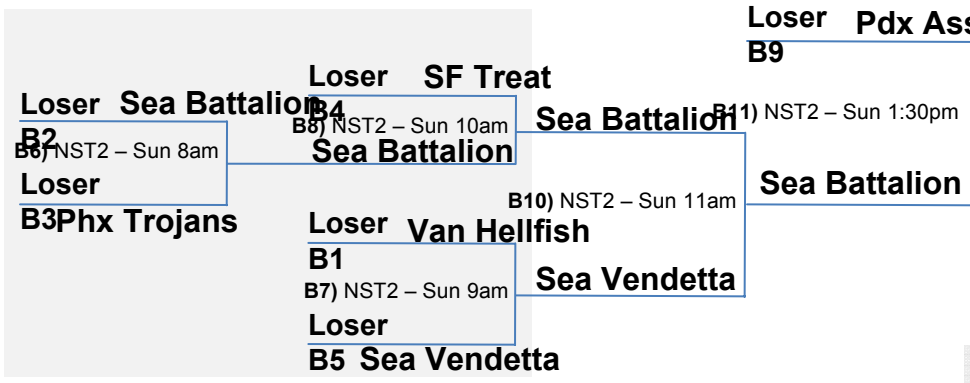 Loser B9 Pdx Ass
Loser B4 SF Treat
Loser B2 Sea Battalion
B8) NST2 – Sun 10am
Sea Battalion
B11) NST2 – Sun 1:30pm
B6) NST2 – Sun 8am
Sea Battalion
Loser B3 Phx Trojans
Sea Battalion
B10) NST2 – Sun 11am
Loser B1 Van Hellfish
Sea Vendetta
B7) NST2 – Sun 9am
Loser B5 Sea Vendetta